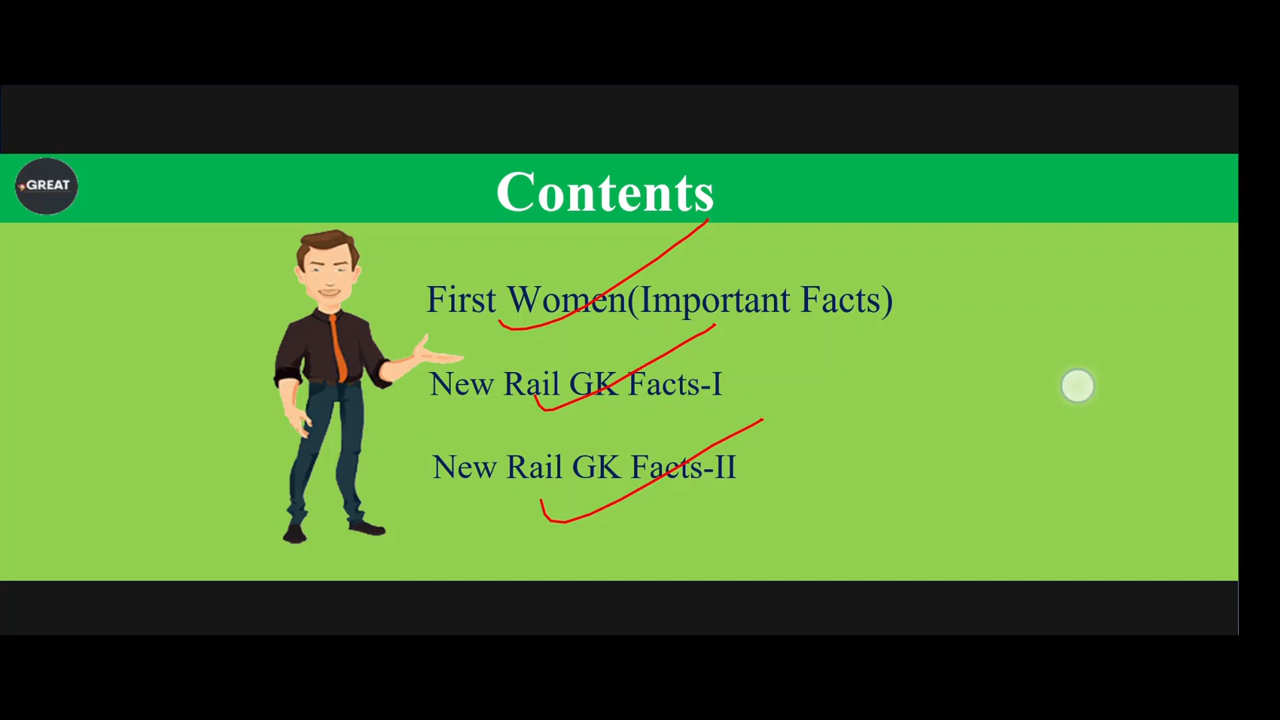 GREAT
Contents
First Women(Important Facts)
New Rail GK Facts-I
New Rail GK Facts-II